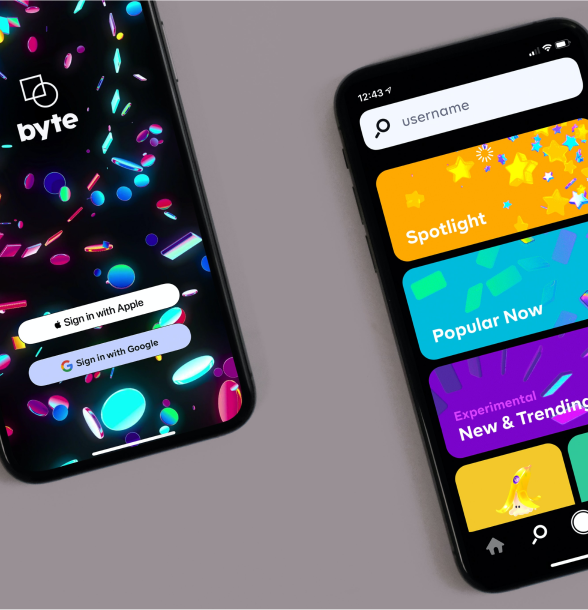 byte
Sign in with Apple
Sign in with Google
12:43
username
Spotlight
Popular Now
Experimental
New & Trending